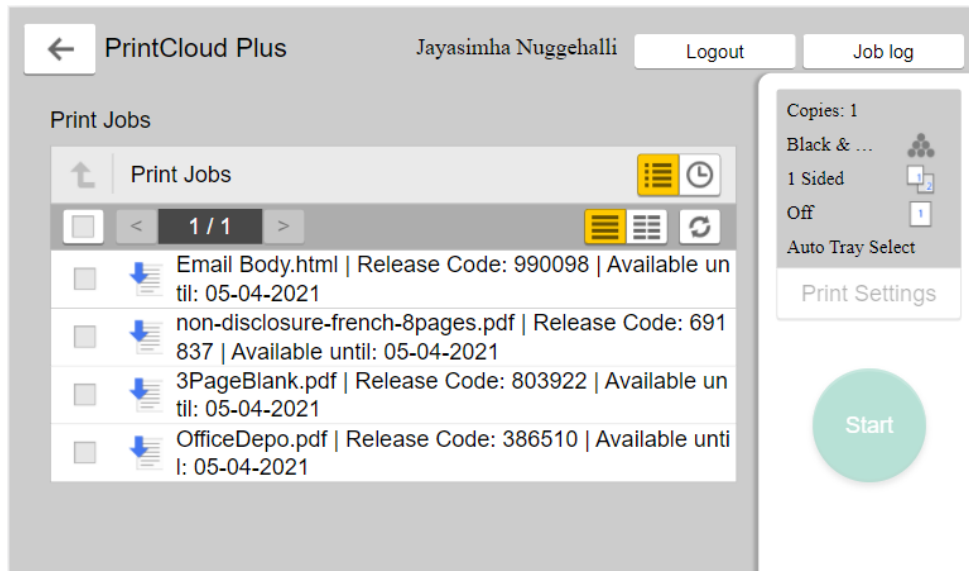 PrintCloud Plus
Jayasimha Nuggehalli
Logout
Job log
Print Jobs
Print Jobs
< 1 / 1 >
Email Body.html | Release Code: 990098 | Available un
til: 05-04-2021
non-disclosure-french-8pages.pdf | Release Code: 691
837 | Available until: 05-04-2021
3PageBlank.pdf | Release Code: 803922 | Available un
til: 05-04-2021
OfficeDepo.pdf | Release Code: 386510 | Available unti
l: 05-04-2021
Copies: 1
Black & ...
1 Sided
1
2
Off
1
Auto Tray Select
Print Settings
Start